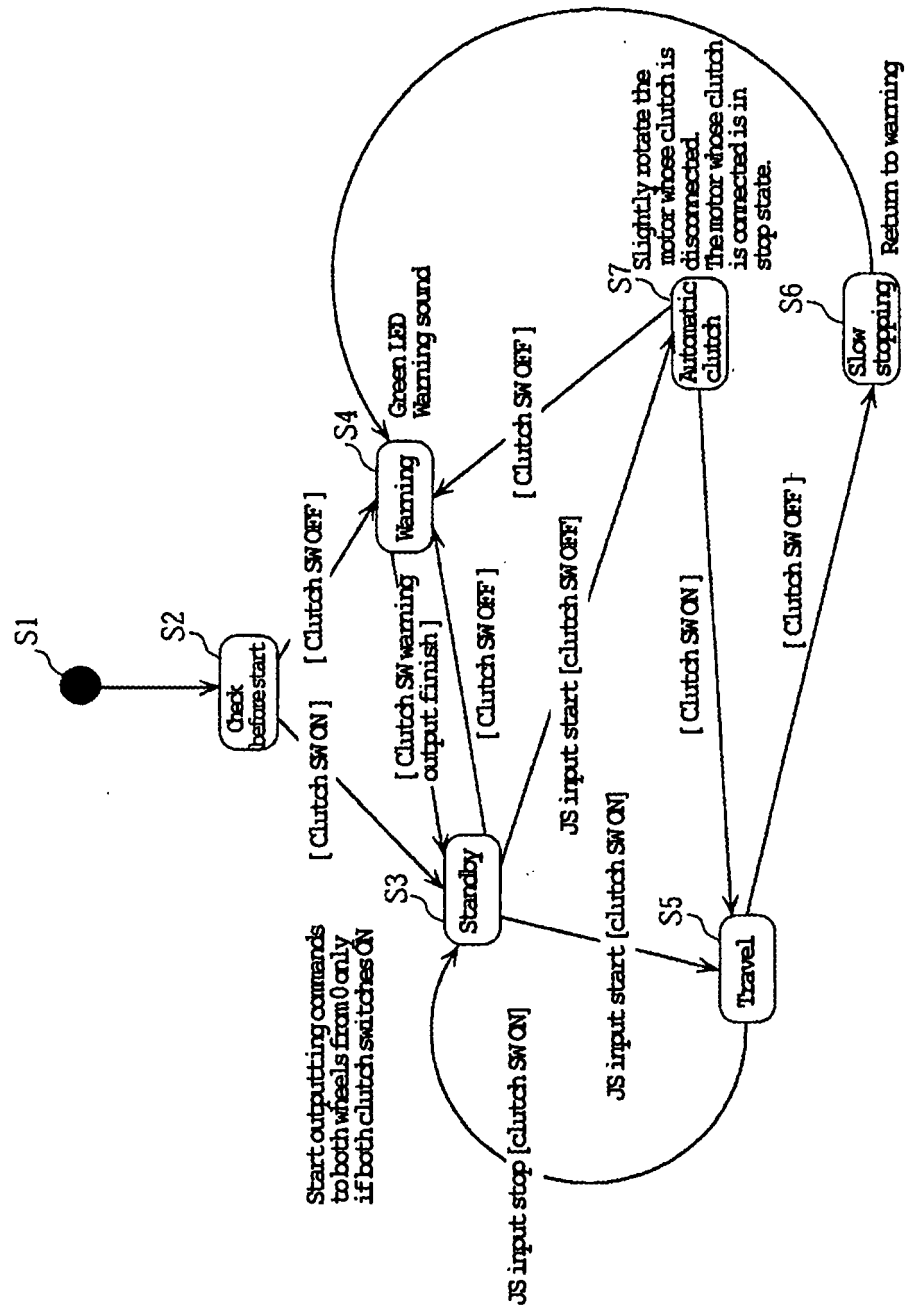 S1
S2
Check
before start
[Clutch SW ON]
[Clutch SW OFF]
Start outputting commands
to both wheels from 0 only
if both clutch switches ON
S3
Standby
[Clutch SW warning
output finish]
S4
Warning
Green LED
Warning sound
[Clutch SW OFF]
[Clutch SW OFF]
JS input start [clutch SW OFF]
S7
Automatic
clutch
Slightly rotate the
motor whose clutch is
disconnected.
The motor whose clutch
is connected is in
stop state.
JS input stop [clutch SW ON]
JS input start [clutch SW ON]
[Clutch SW ON]
S5
Travel
[Clutch SW OFF]
S6
Slow
stopping
Return to warning